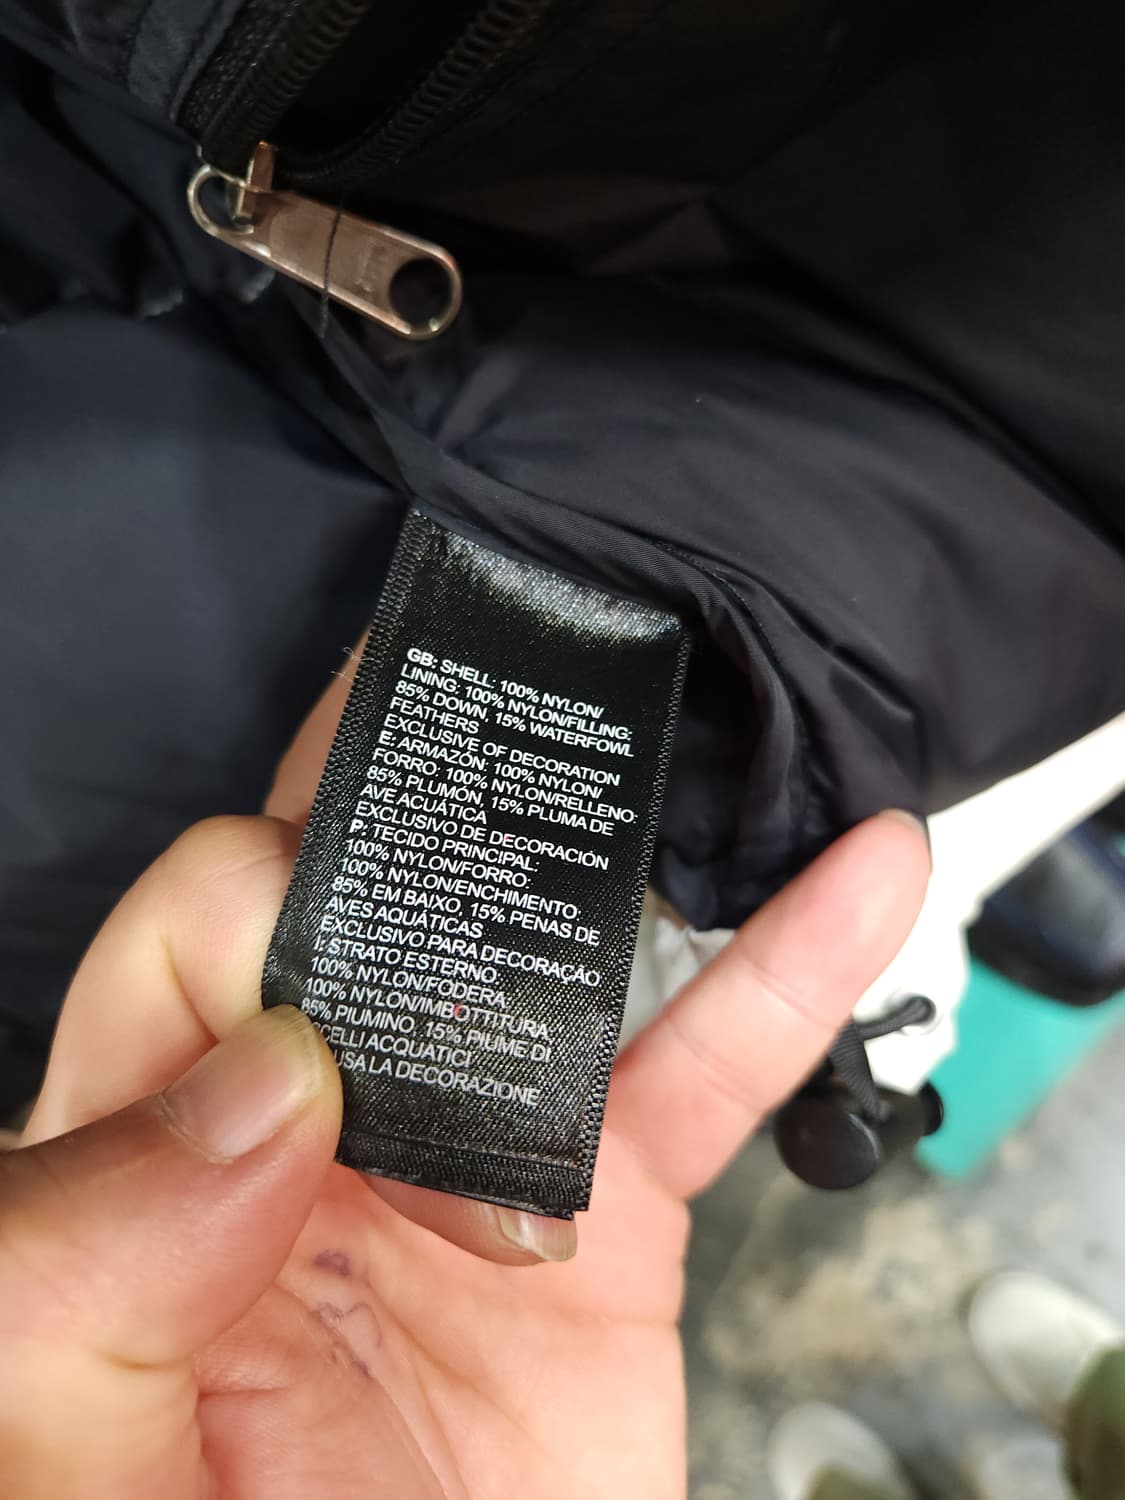 GB: SHELL: 100% NYLON/
LINING: 100% NYLON/FILLING:
85% DOWN, 15% WATERFOWL
FEATHERS
EXCLUSIVE OF DECORATION
E: ARMAZÓN: 100% NYLON/
FORRO: 100% NYLON/RELLENO:
85% PLUMÓN, 15% PLUMA DE
AVE ACUÁTICA
EXCLUSIVO DE DECORACIÓN
P: TECIDO PRINCIPAL:
100% NYLON/FORRO:
100% NYLON/ENCHIMENTO:
85% EM BAIXO, 15% PENAS DE
AVES AQUÁTICAS
EXCLUSIVO PARA DECORAÇÃO
I: STRATO ESTERNO
100% NYLON/FODERA
100% NYLON/IMBOTTITURA
85% PIUMINO, 15% PIUME DI
CELLI ACQUATICI
USA LA DECORAZIONE